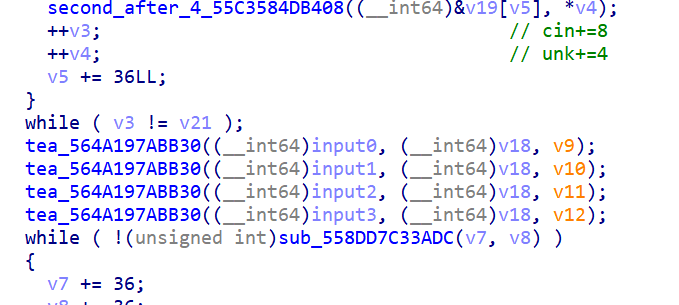 second_after_4_55C3584DB408((__int64)&v19[v5], *v4);
++v3; // cin+=8
++v4; // unk+=4
v5 += 36LL;
}
while ( v3 != v21 );
tea_564A197ABB30((__int64)input0, (__int64)v18, v9);
tea_564A197ABB30((__int64)input1, (__int64)v18, v10);
tea_564A197ABB30((__int64)input2, (__int64)v18, v11);
tea_564A197ABB30((__int64)input3, (__int64)v18, v12);
while ( !(unsigned int)sub_558DD7C33ADC(v7, v8) )
{
v7 += 36;